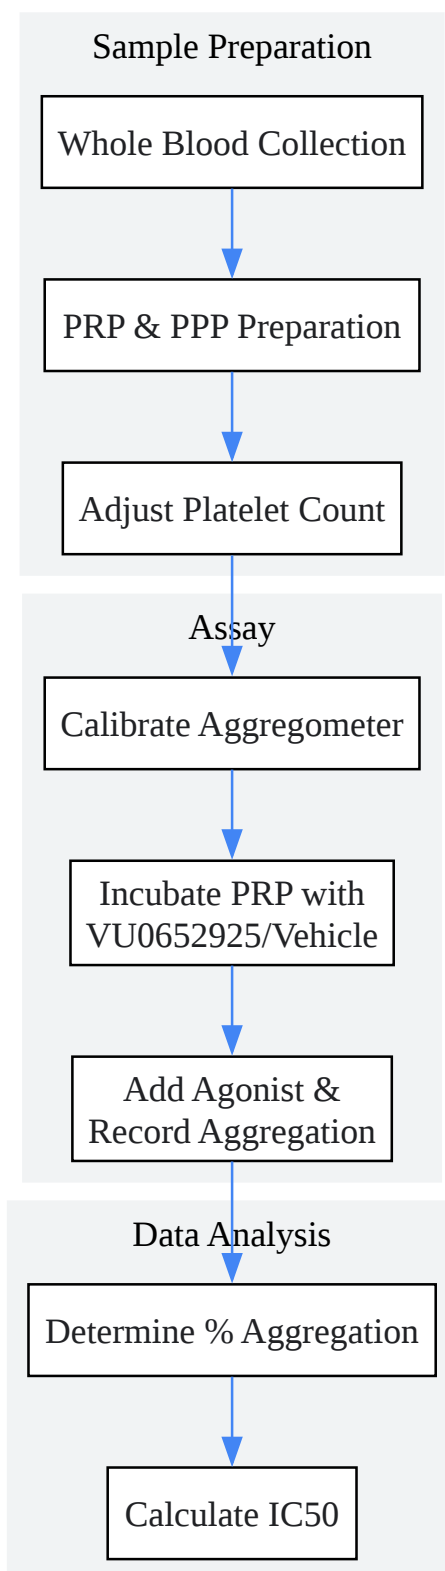 Sample Preparation
Whole Blood Collection
PRP & PPP Preparation
Adjust Platelet Count
Assay
Calibrate Aggregometer
Incubate PRP with
VU0652925/Vehicle
Add Agonist &
Record Aggregation
Data Analysis
Determine % Aggregation
Calculate IC50